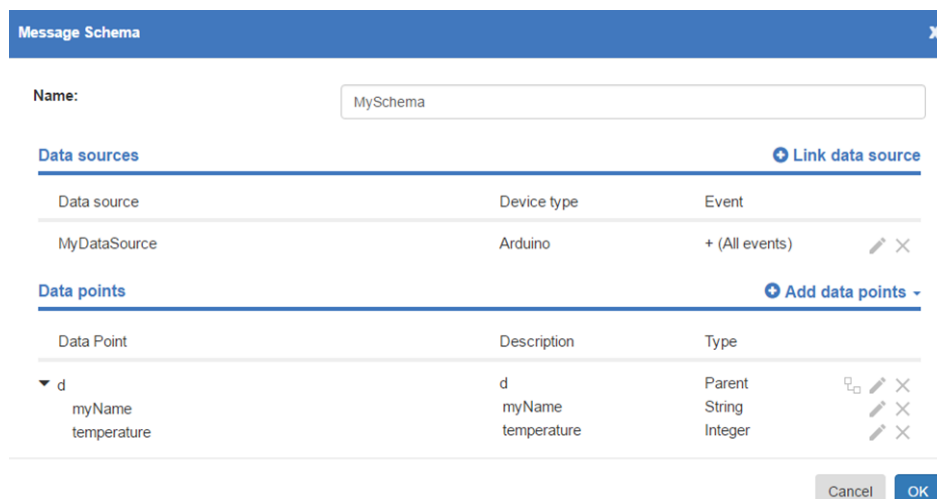 Message Schema x
Name: MySchema
Data sources Link data source
Data source Device type Event
MyDataSource Arduino + (All events)
Data points Add data points
Data Point Description Type
d d Parent
myName myName String
temperature temperature Integer
Cancel OK